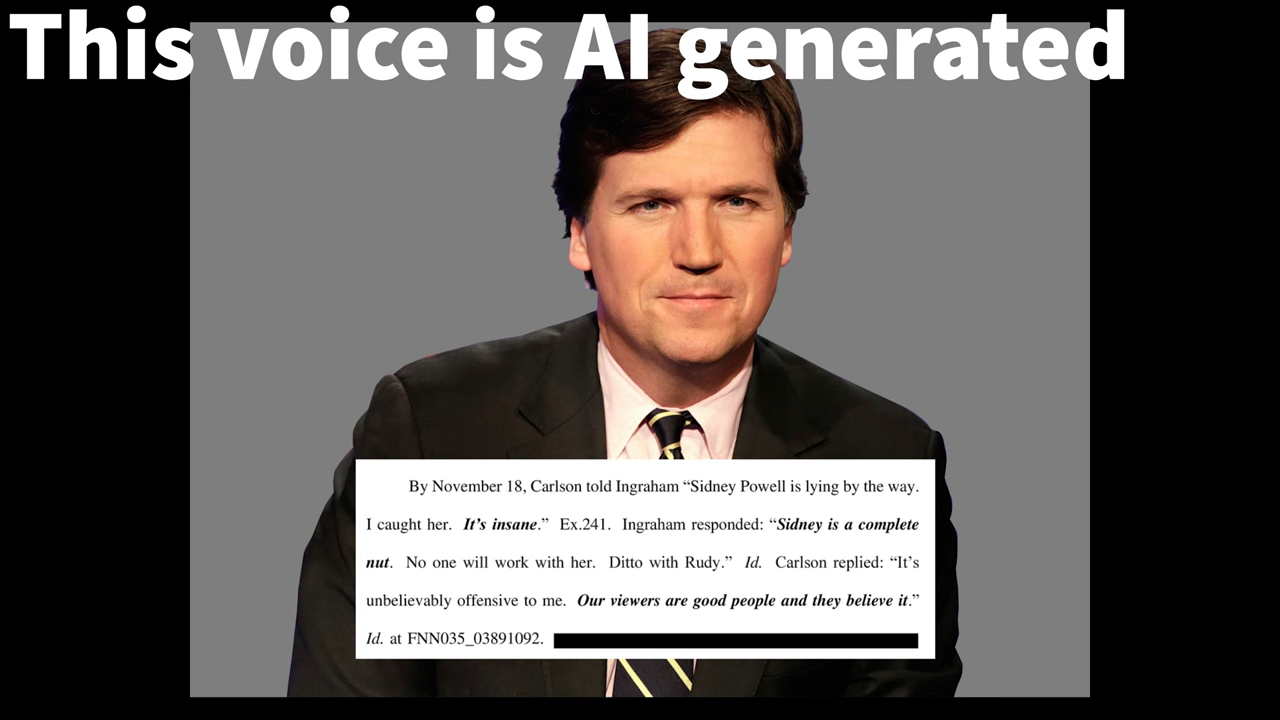 This voice is AI generated
By November 18, Carlson told Ingraham “Sidney Powell is lying by the way.
I caught her. It’s insane.” Ex.241. Ingraham responded: “Sidney is a complete
nut. No one will work with her. Ditto with Rudy.” Id. Carlson replied: “It’s
unbelievably offensive to me. Our viewers are good people and they believe it.”
Id. at FNN035_03891092.